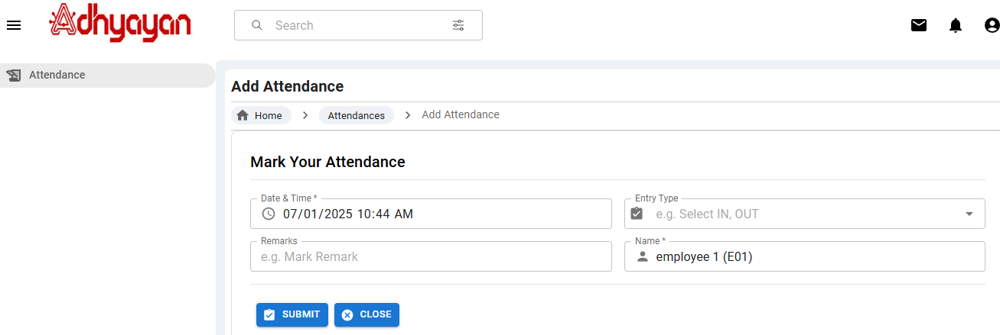 Adhyayan
Search
Attendance
Add Attendance
Home
Attendances
Add Attendance
Mark Your Attendance
Date & Time *
07/01/2025 10:44 AM
Entry Type
e.g. Select IN, OUT
Remarks
e.g. Mark Remark
Name *
employee 1 (E01)
SUBMIT
CLOSE